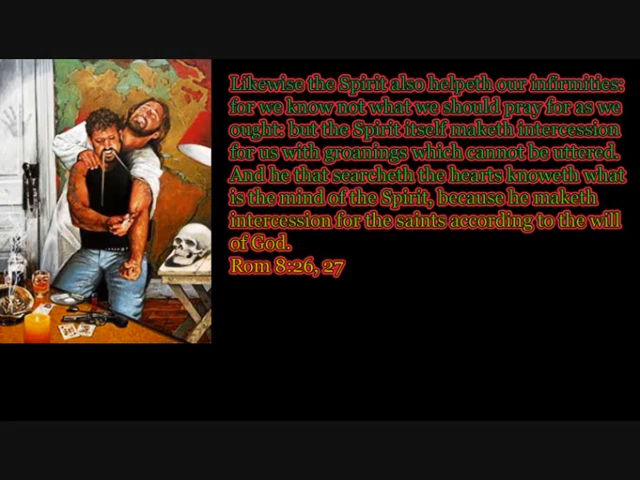 Likewise the Spirit also helpeth our infirmities:
for we know not what we should pray for as we
ought: but the Spirit itself maketh intercession
for us with groanings which cannot be uttered.
And he that searcheth the hearts knoweth what
is the mind of the Spirit, because he maketh
intercession for the saints according to the will
of God.
Rom 8:26, 27